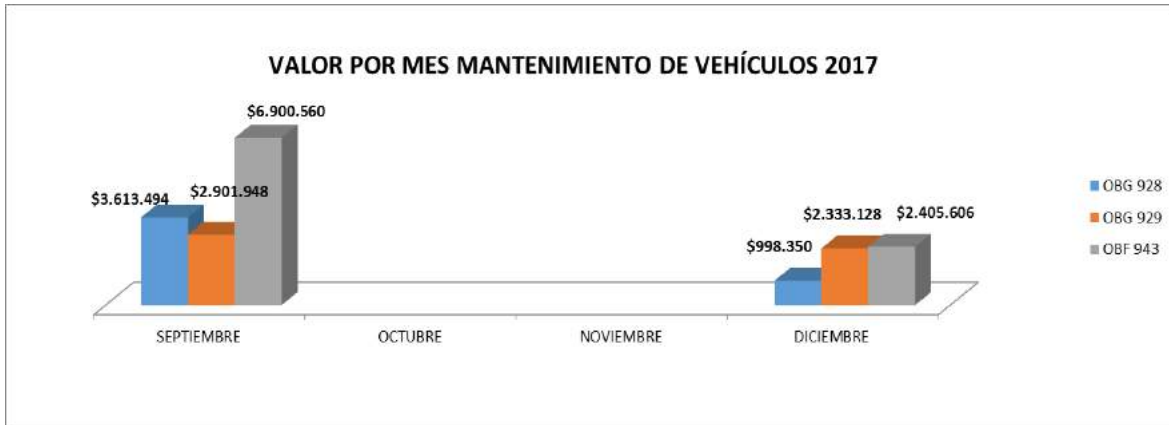 VALOR POR MES MANTENIMIENTO DE VEHÍCULOS 2017
$6.900.560
$3.613.494
$2.901.948
$998.350
$2.333.128
$2.405.606
OBG 928
OBG 929
OBF 943
SEPTIEMBRE
OCTUBRE
NOVIEMBRE
DICIEMBRE